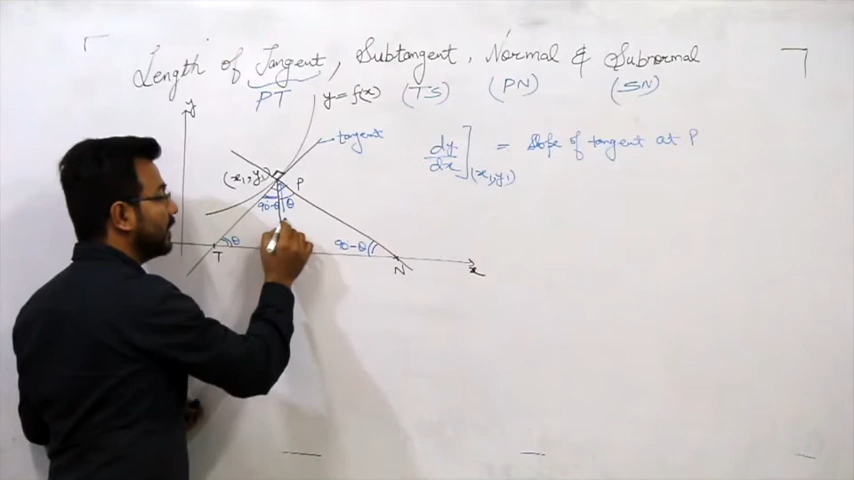 Length of Tangent, Subtangent, Normal & Subnormal
PT (TS) (PN) (SN)
y
y = f(x)
tangent
dy/dx](x₁,y₁) = Slope of tangent at P
(x₁, y₁)
P
90-θ θ
θ 90-θ
T N x